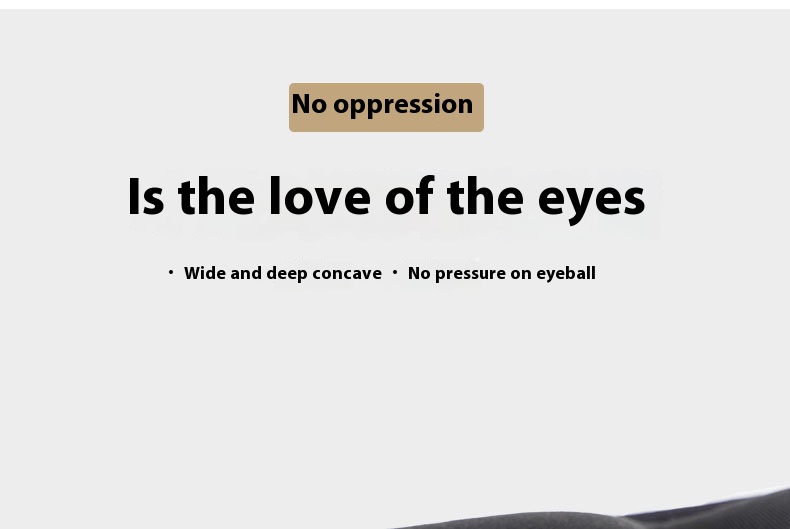 No oppression
Is the love of the eyes
· Wide and deep concave · No pressure on eyeball